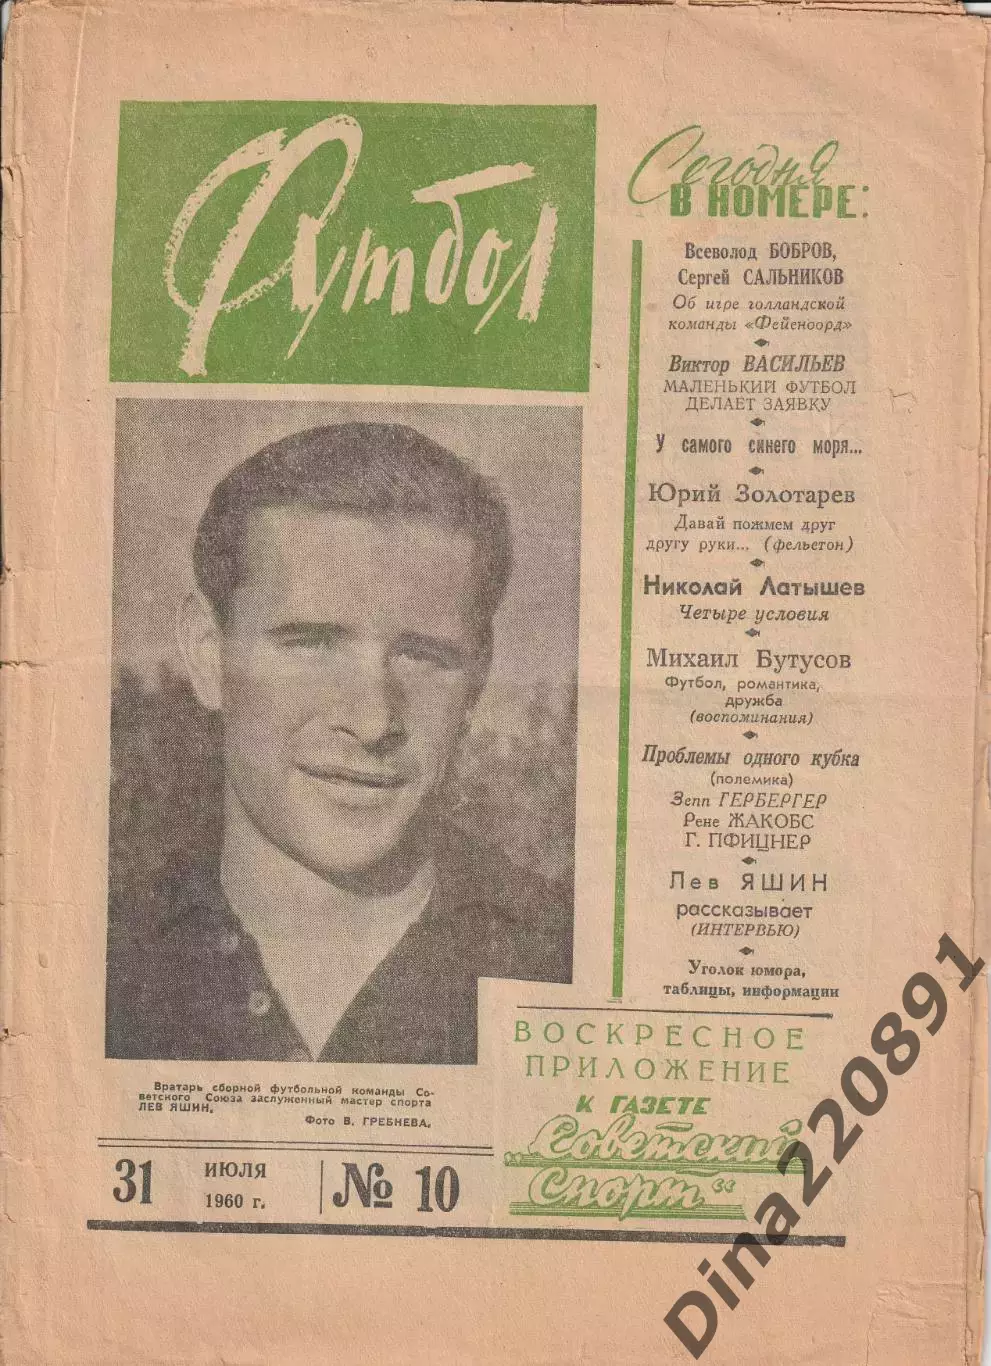 Футбол
Сегодня
В НОМЕРЕ:
Всеволод БОБРОВ,
Сергей САЛЬНИКОВ
Об игре голландской
команды «Фейеноорд»
Виктор ВАСИЛЬЕВ
МАЛЕНЬКИЙ ФУТБОЛ
ДЕЛАЕТ ЗАЯВКУ
У самого синего моря...
Юрий Золотарев
Давай пожмем друг
другу руки... (фельетон)
Николай Латышев
Четыре условия
Михаил Бутусов
Футбол, романтика,
дружба
(воспоминания)
Проблемы одного кубка
(полемика)
Зепп ГЕРБЕРГЕР
Рене ЖАКОБС
Г. ПФИЦНЕР
Лев ЯШИН
рассказывает
(ИНТЕРВЬЮ)
Уголок юмора,
таблицы, информации
Вратарь сборной футбольной команды Со-
ветского Союза заслуженный мастер спорта
ЛЕВ ЯШИН.
Фото В. ГРЕБНЕВА.
31 ИЮЛЯ 1960 г. № 10
ВОСКРЕСНОЕ
ПРИЛОЖЕНИЕ
К ГАЗЕТЕ
„Советский
Спорт“
Dina220891